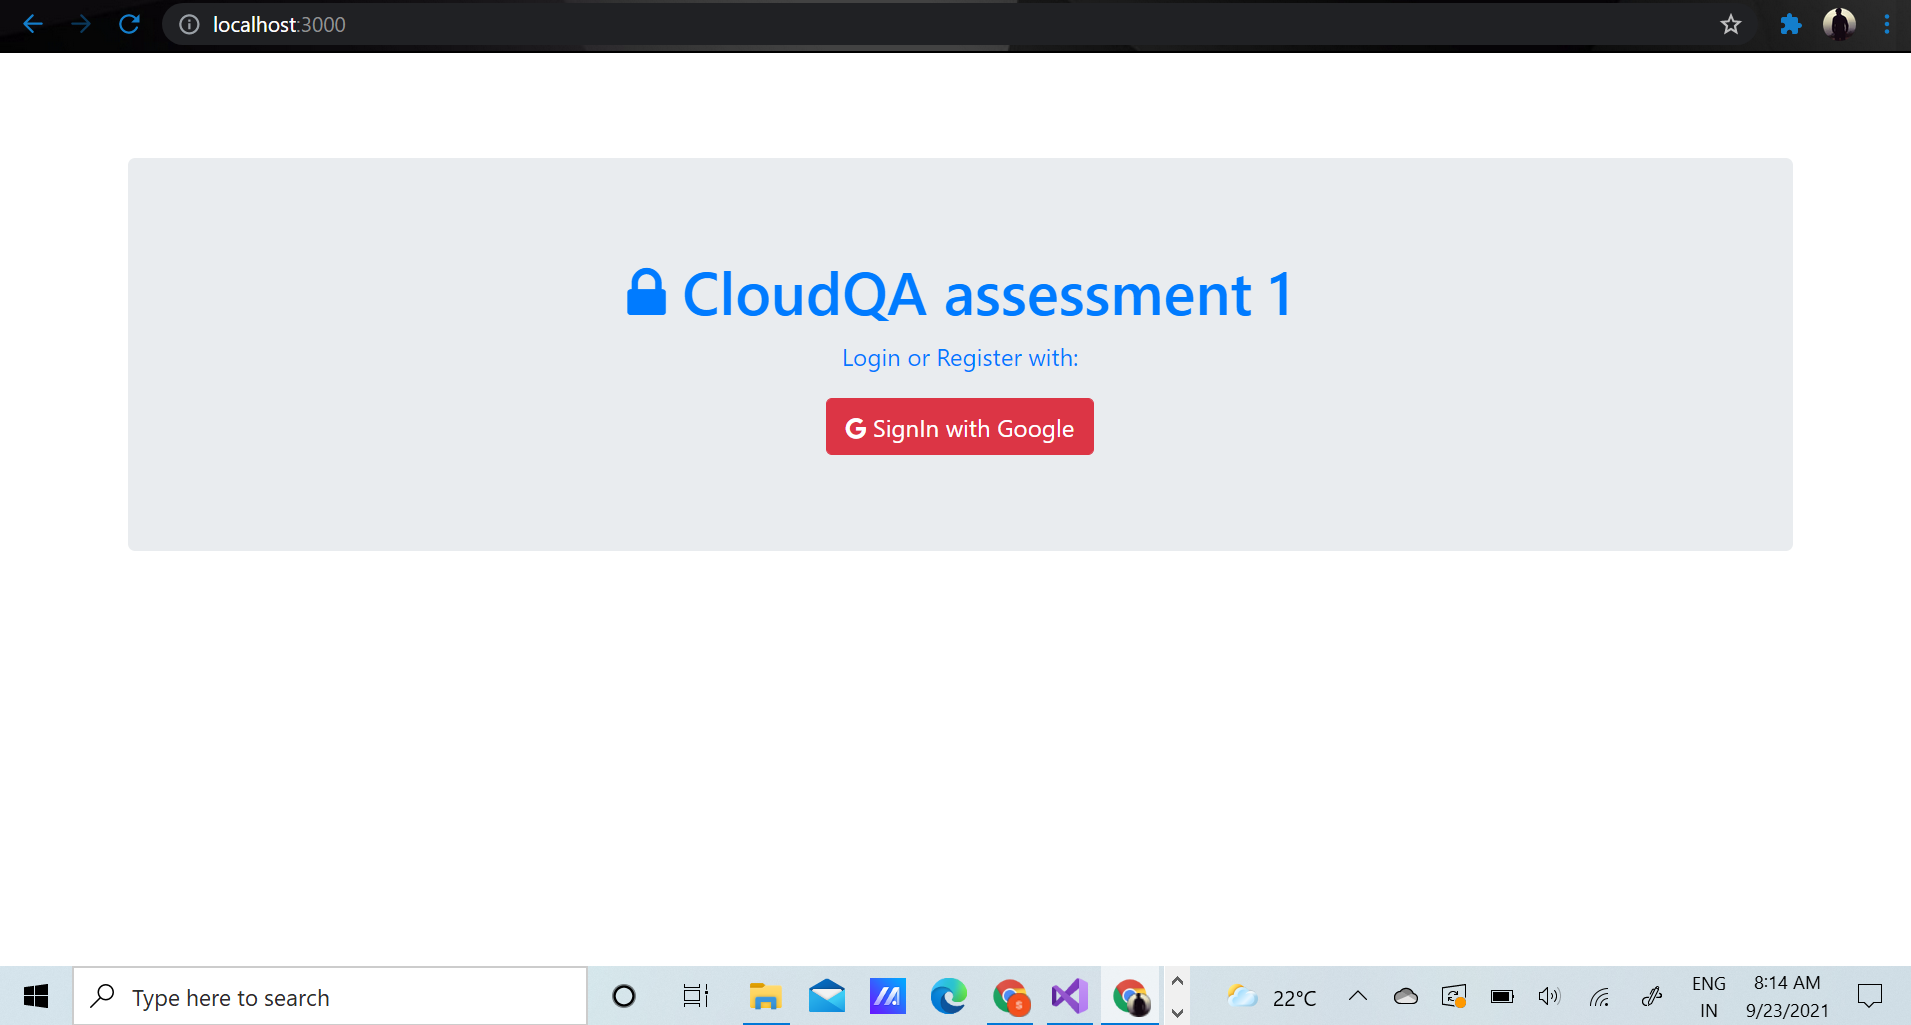 localhost:3000
CloudQA assessment 1
Login or Register with:
G SignIn with Google
Type here to search
22°C
ENG
IN
8:14 AM
9/23/2021